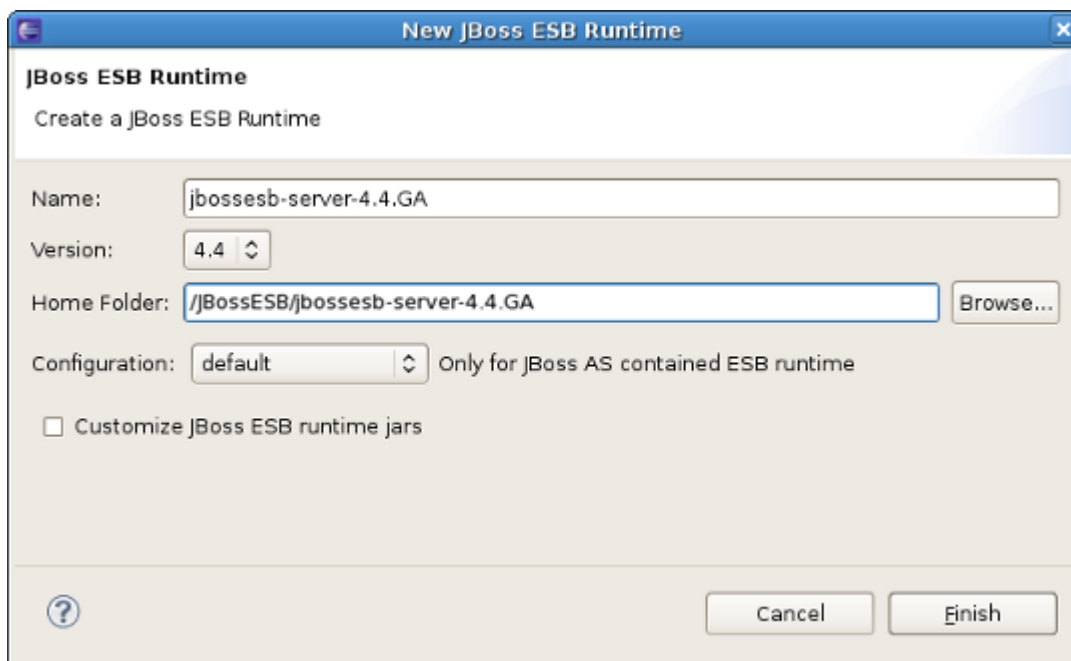 New JBoss ESB Runtime
JBoss ESB Runtime
Create a JBoss ESB Runtime
Name: jbossesb-server-4.4.GA
Version: 4.4
Home Folder: /JBossESB/jbossesb-server-4.4.GA Browse...
Configuration: default Only for JBoss AS contained ESB runtime
Customize JBoss ESB runtime jars
? Cancel Finish